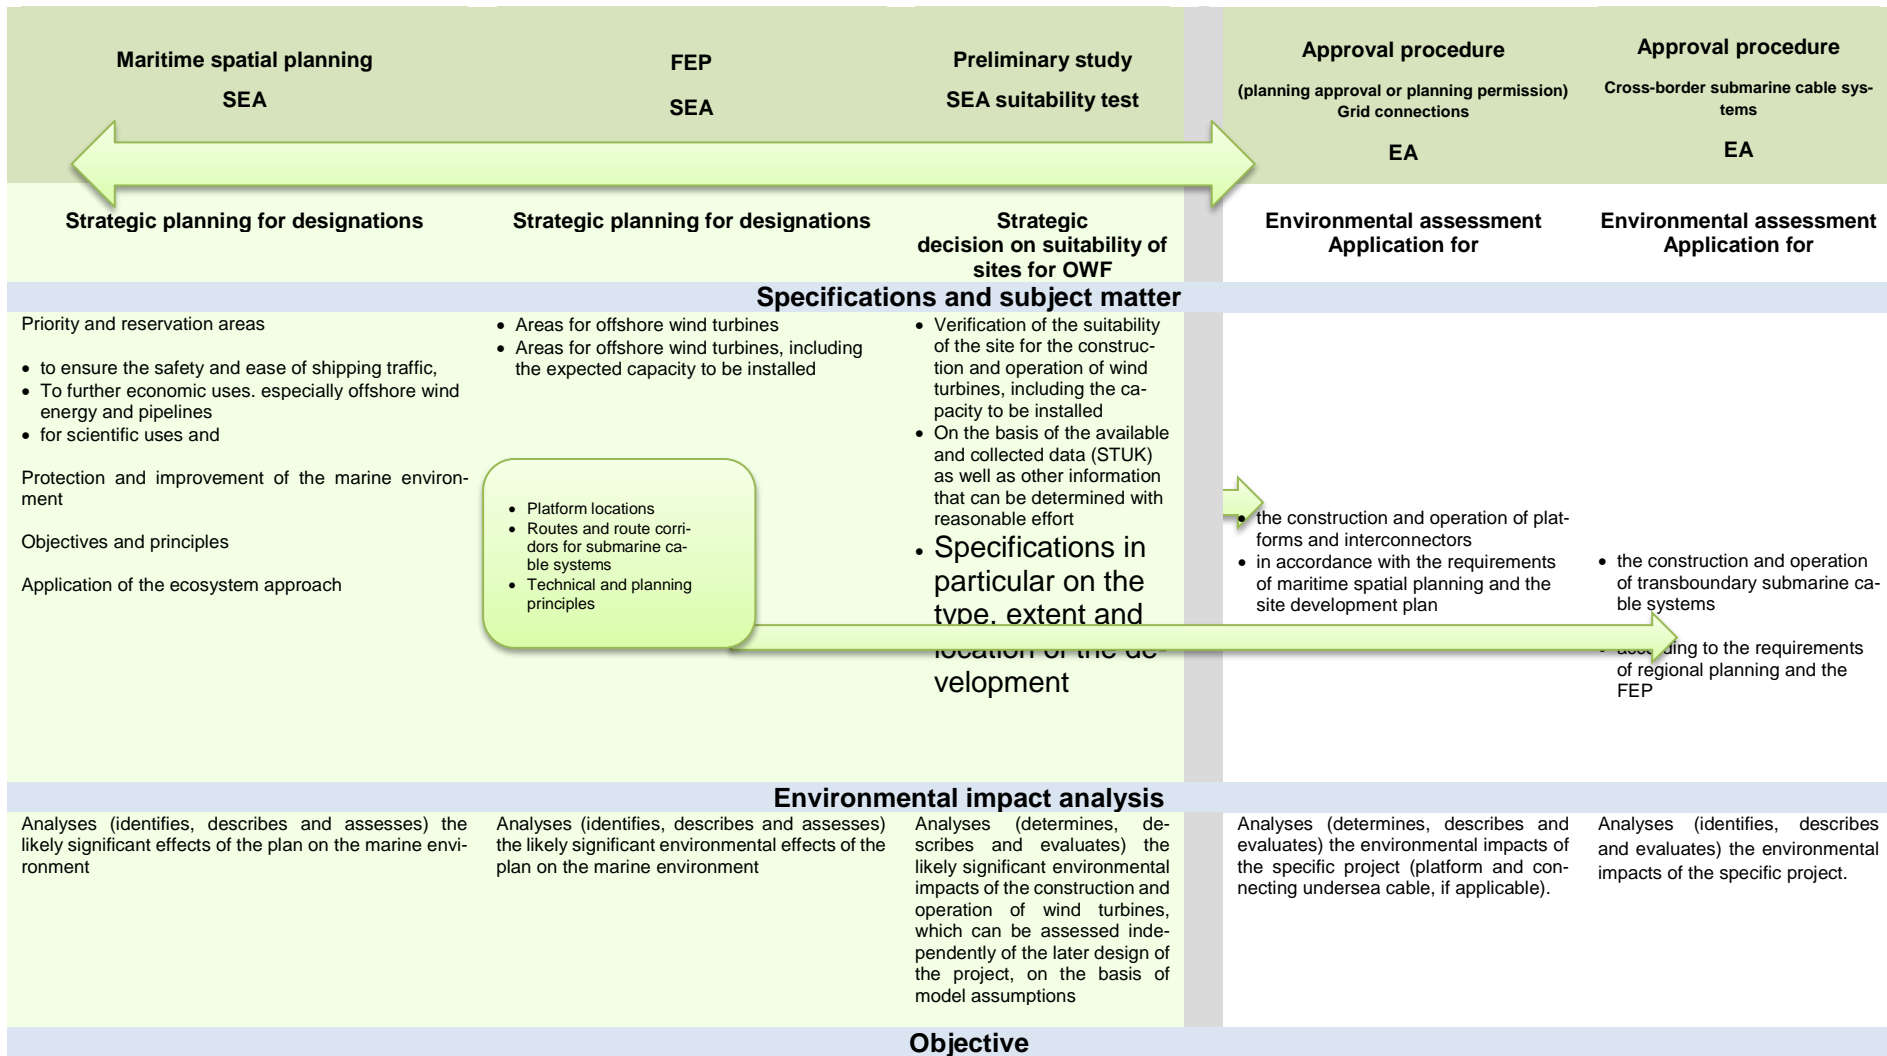 Maritime spatial planning
SEA
FEP
SEA
Preliminary study
SEA suitability test
Approval procedure
(planning approval or planning permission)
Grid connections
EA
Approval procedure
Cross-border submarine cable sys-
tems
EA
Strategic planning for designations
Strategic planning for designations
Strategic
decision on suitability of
sites for OWF
Environmental assessment
Application for
Environmental assessment
Application for
Specifications and subject matter
Priority and reservation areas
• to ensure the safety and ease of shipping traffic,
• To further economic uses. especially offshore wind
energy and pipelines
• for scientific uses and
Protection and improvement of the marine environ-
ment
Objectives and principles
Application of the ecosystem approach
• Areas for offshore wind turbines
• Areas for offshore wind turbines, including
the expected capacity to be installed
• Platform locations
• Routes and route corri-
dors for submarine ca-
ble systems
• Technical and planning
principles
• Verification of the suitability
of the site for the construc-
tion and operation of wind
turbines, including the ca-
pacity to be installed
• On the basis of the available
and collected data (STUK)
as well as other information
that can be determined with
reasonable effort
• Specifications in
particular on the
type, extent and
location of the de-
velopment
• the construction and operation of plat-
forms and interconnectors
• in accordance with the requirements
of maritime spatial planning and the
site development plan
• the construction and operation
of transboundary submarine ca-
ble systems
• according to the requirements
of regional planning and the
FEP
Environmental impact analysis
Analyses (identifies, describes and assesses) the
likely significant effects of the plan on the marine envi-
ronment
Analyses (identifies, describes and assesses)
the likely significant environmental effects of the
plan on the marine environment
Analyses (determines, de-
scribes and evaluates) the
likely significant environmental
impacts of the construction and
operation of wind turbines,
which can be assessed inde-
pendently of the later design of
the project, on the basis of
model assumptions
Analyses (determines, describes and
evaluates) the environmental impacts of
the specific project (platform and con-
necting undersea cable, if applicable).
Analyses (identifies, describes
and evaluates) the environmental
impacts of the specific project.
Objective